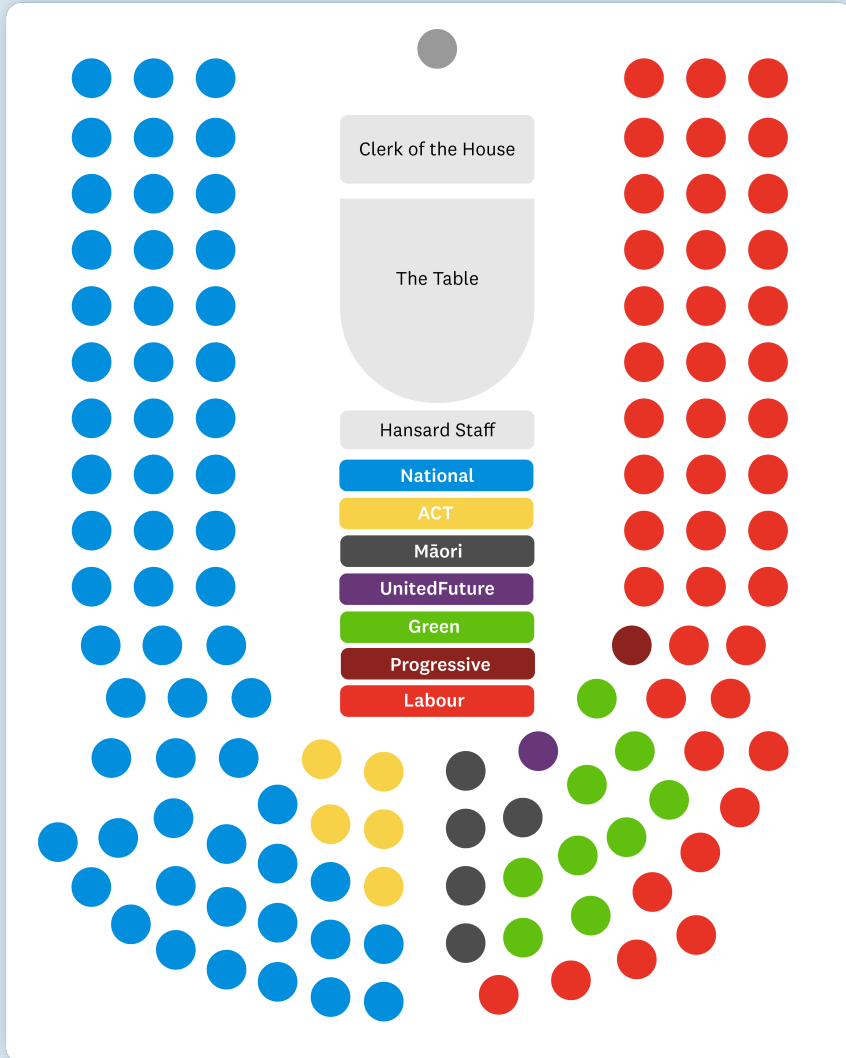 Clerk of the House
The Table
Hansard Staff
National
ACT
Māori
UnitedFuture
Green
Progressive
Labour